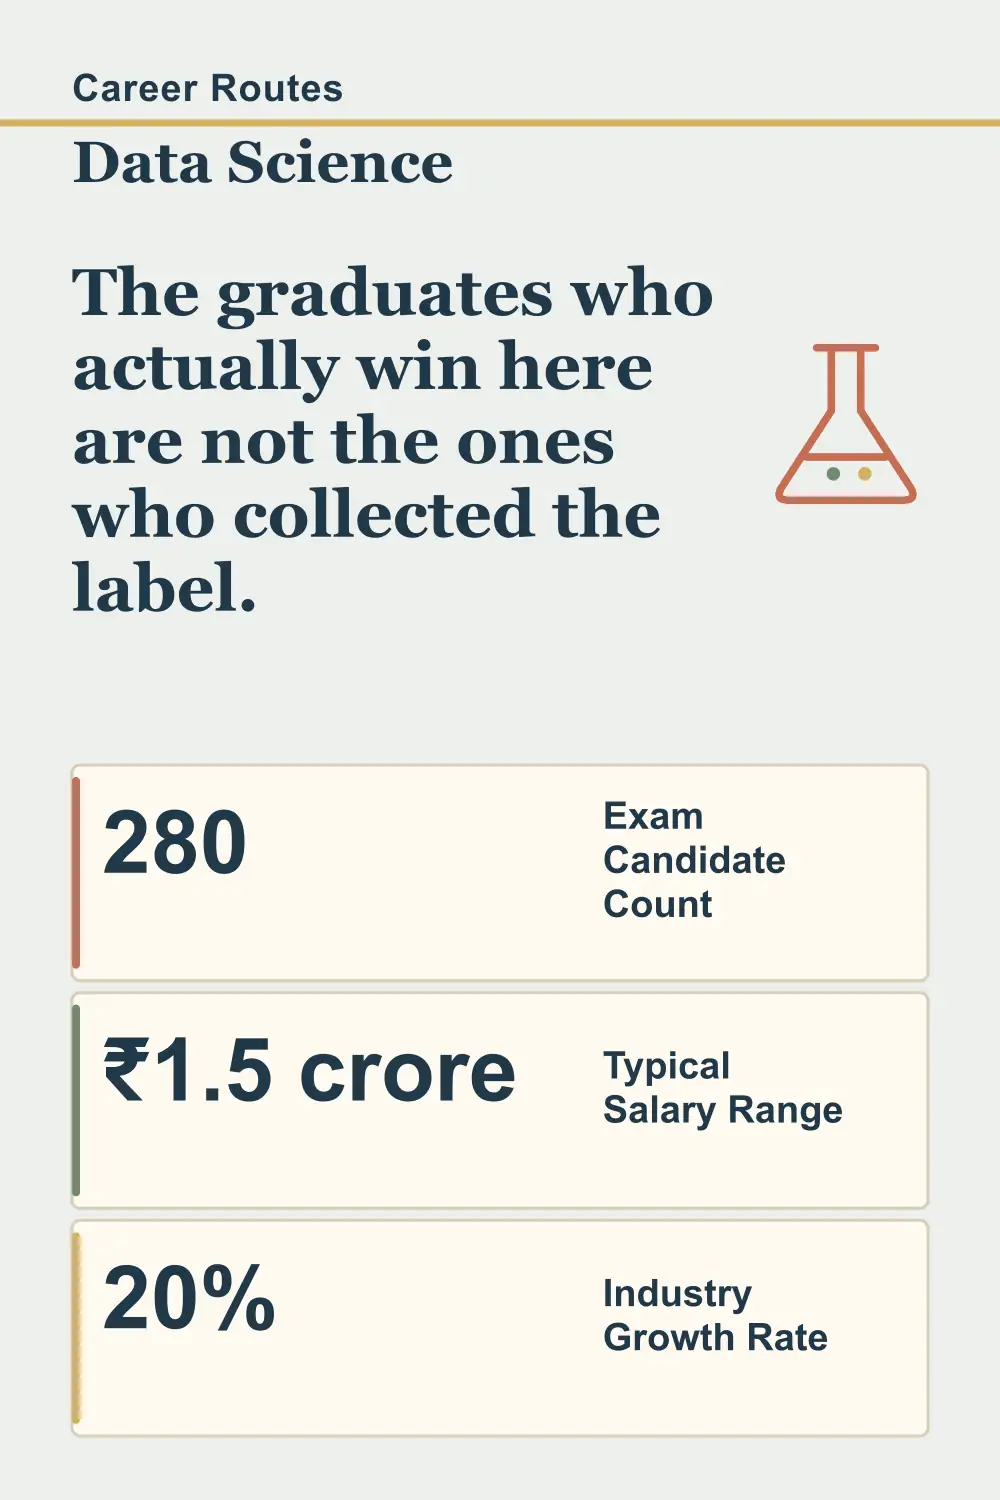 Career Routes
Data Science
The graduates who
actually win here
are not the ones
who collected the
label.
280
Exam
Candidate
Count
₹1.5 crore
Typical
Salary Range
20%
Industry
Growth Rate